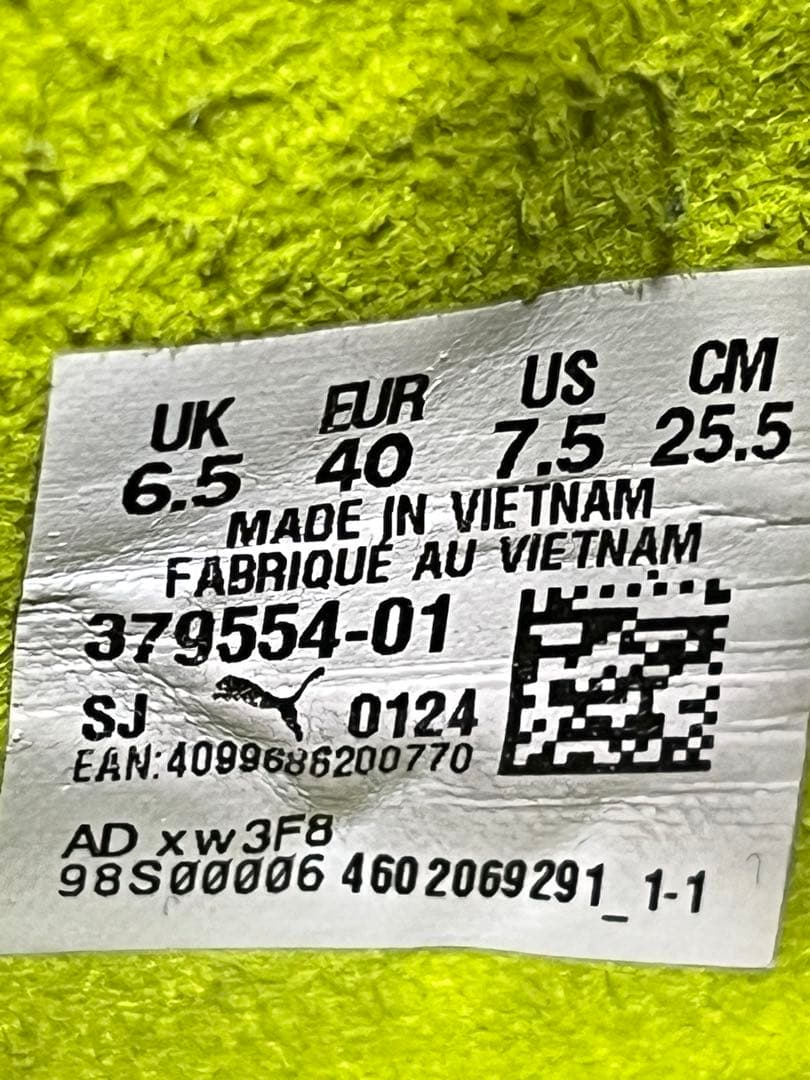 UK EUR US CM
6.5 40 7.5 25.5
MADE IN VIETNAM
FABRIQUÉ AU VIETNAM
379554-01
SJ 0124
EAN:4099686200770
AD xw3F8
98S00006 4602069291_1-1